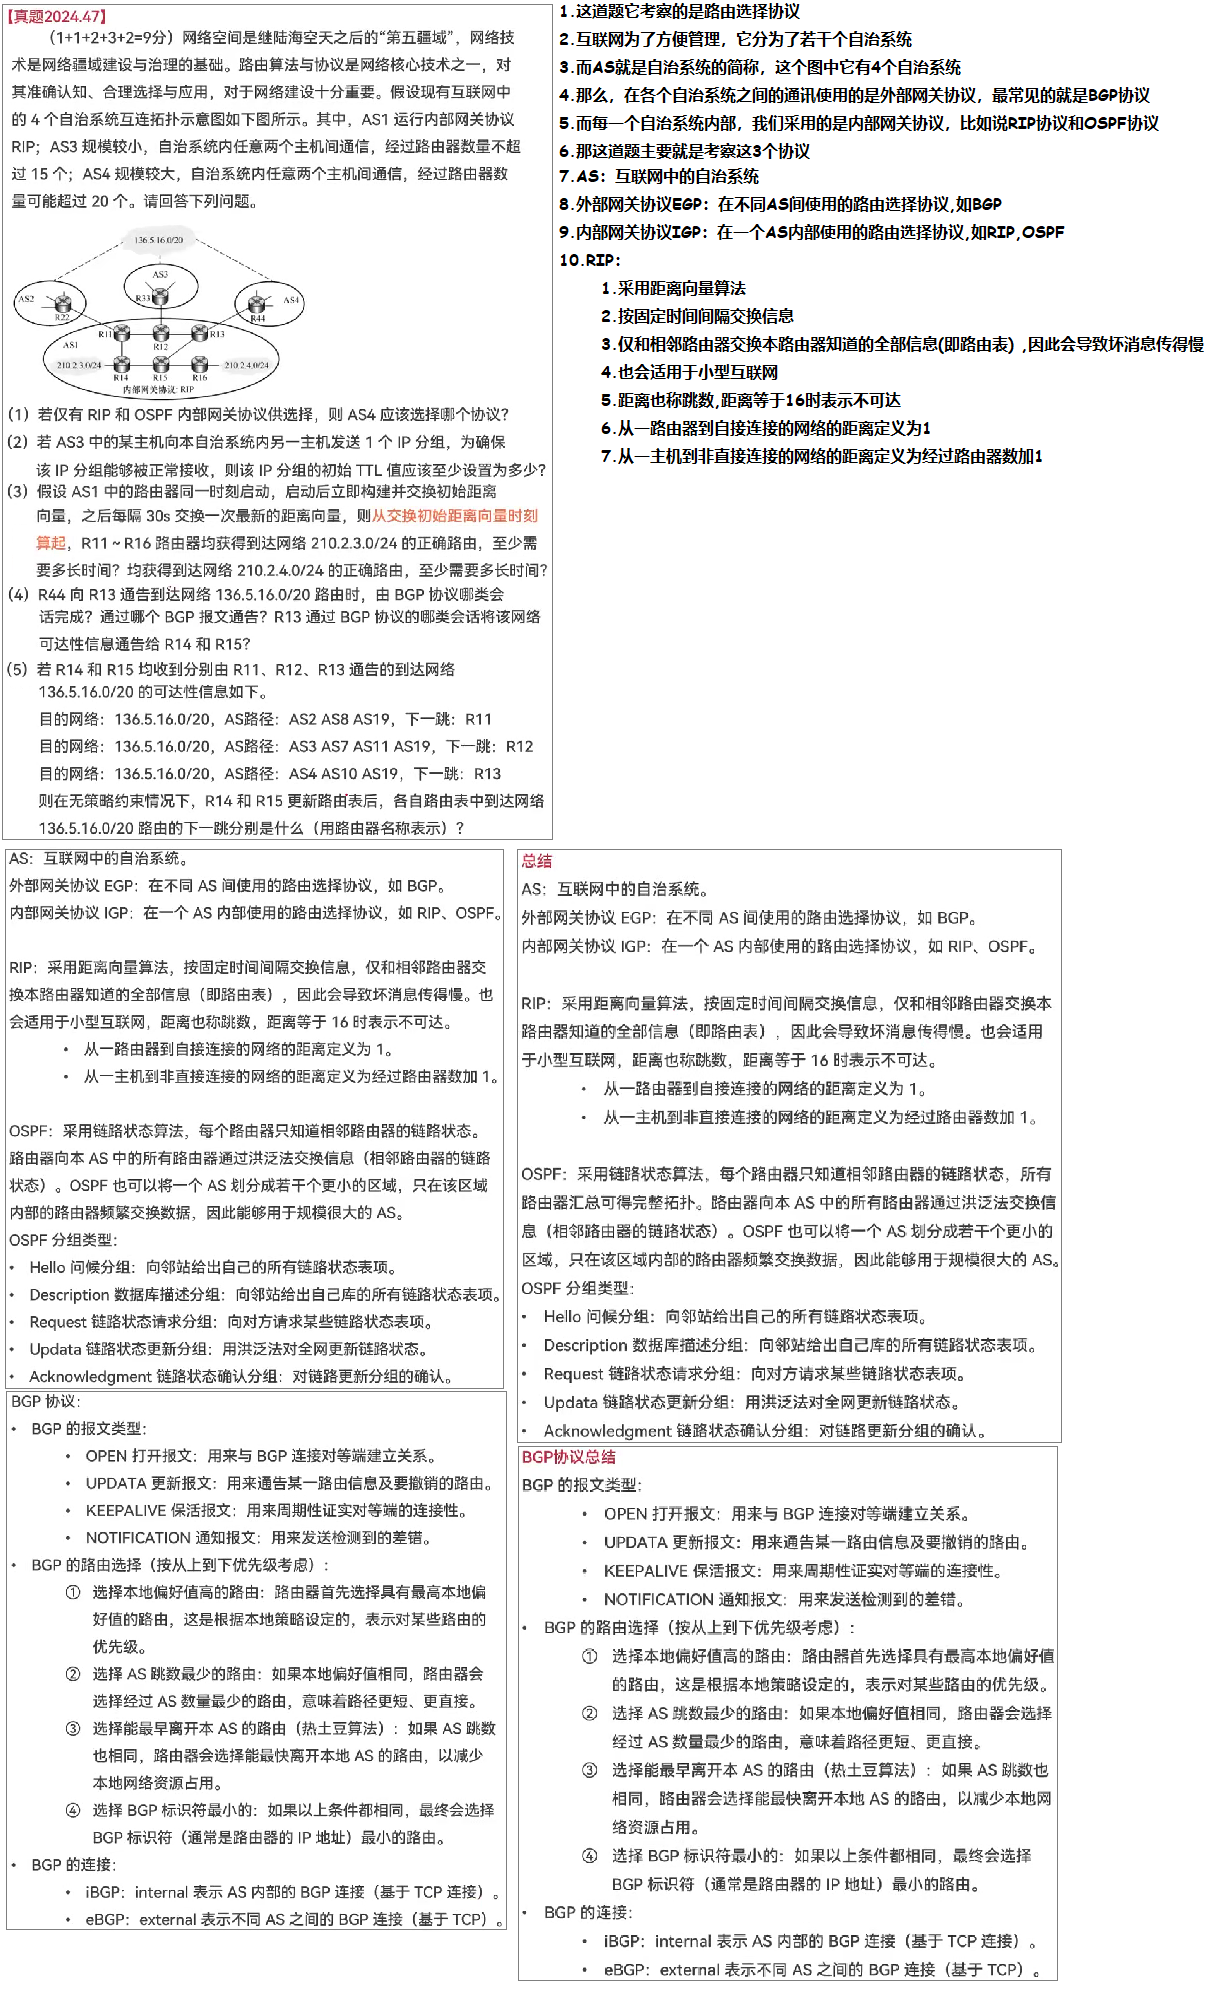 【真题2024.47】
（1+1+2+3+2=9分）网络空间是继陆海空天之后的“第五疆域”，网络技
术是网络疆域建设与治理的基础。路由算法与协议是网络核心技术之一，对
其准确认知、合理选择与应用，对于网络建设十分重要。假设现有互联网中
的 4 个自治系统互连拓扑示意图如下图所示。其中，AS1 运行内部网关协议
RIP；AS3 规模较小，自治系统内任意两个主机间通信，经过路由器数量不超
过 15 个；AS4 规模较大，自治系统内任意两个主机间通信，经过路由器数
量可能超过 20 个。请回答下列问题。
136.5.16.0/20
AS3
AS2
R33
AS4
R22
R44
R11
R12
R13
AS1
210.2.3.0/24
210.2.4.0/24
R14
R15
R16
内部网关协议: RIP
（1）若仅有 RIP 和 OSPF 内部网关协议供选择，则 AS4 应该选择哪个协议？
（2）若 AS3 中的某主机向本自治系统内另一主机发送 1 个 IP 分组，为确保
该 IP 分组能够被正常接收，则该 IP 分组的初始 TTL 值应该至少设置为多少？
（3）假设 AS1 中的路由器同一时刻启动，启动后立即构建并交换初始距离
向量，之后每隔 30s 交换一次最新的距离向量，则从交换初始距离向量时刻
算起，R11 ~ R16 路由器均获得到达网络 210.2.3.0/24 的正确路由，至少需
要多长时间？均获得到达网络 210.2.4.0/24 的正确路由，至少需要多长时间？
（4）R44 向 R13 通告到达网络 136.5.16.0/20 路由时，由 BGP 协议哪类会
话完成？通过哪个 BGP 报文通告？R13 通过 BGP 协议的哪类会话将该网络
可达性信息通告给 R14 和 R15？
（5）若 R14 和 R15 均收到分别由 R11、R12、R13 通告的到达网络
136.5.16.0/20 的可达性信息如下。
目的网络：136.5.16.0/20，AS路径：AS2 AS8 AS19，下一跳：R11
目的网络：136.5.16.0/20，AS路径：AS3 AS7 AS11 AS19，下一跳：R12
目的网络：136.5.16.0/20，AS路径：AS4 AS10 AS19，下一跳：R13
则在无策略约束情况下，R14 和 R15 更新路由表后，各自路由表中到达网络
136.5.16.0/20 路由的下一跳分别是什么（用路由器名称表示）？
1.这道题它考察的是路由选择协议
2.互联网为了方便管理，它分为了若干个自治系统
3.而AS就是自治系统的简称，这个图中它有4个自治系统
4.那么，在各个自治系统之间的通讯使用的是外部网关协议，最常见的就是BGP协议
5.而每一个自治系统内部，我们采用的是内部网关协议，比如说RIP协议和OSPF协议
6.那这道题主要就是考察这3个协议
7.AS：互联网中的自治系统
8.外部网关协议EGP：在不同AS间使用的路由选择协议,如BGP
9.内部网关协议IGP：在一个AS内部使用的路由选择协议,如RIP,OSPF
10.RIP：
1.采用距离向量算法
2.按固定时间间隔交换信息
3.仅和相邻路由器交换本路由器知道的全部信息(即路由表) ,因此会导致坏消息传得慢
4.也会适用于小型互联网
5.距离也称跳数,距离等于16时表示不可达
6.从一路由器到自接连接的网络的距离定义为1
7.从一主机到非直接连接的网络的距离定义为经过路由器数加1
AS：互联网中的自治系统。
外部网关协议 EGP：在不同 AS 间使用的路由选择协议，如 BGP。
内部网关协议 IGP：在一个 AS 内部使用的路由选择协议，如 RIP、OSPF。
RIP：采用距离向量算法，按固定时间间隔交换信息，仅和相邻路由器交
换本路由器知道的全部信息（即路由表），因此会导致坏消息传得慢。也
会适用于小型互联网，距离也称跳数，距离等于 16 时表示不可达。
• 从一路由器到自接连接的网络的距离定义为 1。
• 从一主机到非直接连接的网络的距离定义为经过路由器数加 1。
OSPF：采用链路状态算法，每个路由器只知道相邻路由器的链路状态。
路由器向本 AS 中的所有路由器通过洪泛法交换信息（相邻路由器的链路
状态）。OSPF 也可以将一个 AS 划分成若干个更小的区域，只在该区域
内部的路由器频繁交换数据，因此能够用于规模很大的 AS。
OSPF 分组类型：
• Hello 问候分组：向邻站给出自己的所有链路状态表项。
• Description 数据库描述分组：向邻站给出自己库的所有链路状态表项。
• Request 链路状态请求分组：向对方请求某些链路状态表项。
• Updata 链路状态更新分组：用洪泛法对全网更新链路状态。
• Acknowledgment 链路状态确认分组：对链路更新分组的确认。
BGP 协议：
• BGP 的报文类型：
• OPEN 打开报文：用来与 BGP 连接对等端建立关系。
• UPDATA 更新报文：用来通告某一路由信息及要撤销的路由。
• KEEPALIVE 保活报文：用来周期性证实对等端的连接性。
• NOTIFICATION 通知报文：用来发送检测到的差错。
• BGP 的路由选择（按从上到下优先级考虑）：
① 选择本地偏好值高的路由：路由器首先选择具有最高本地偏
好值的路由，这是根据本地策略设定的，表示对某些路由的
优先级。
② 选择 AS 跳数最少的路由：如果本地偏好值相同，路由器会
选择经过 AS 数量最少的路由，意味着路径更短、更直接。
③ 选择能最早离开本 AS 的路由（热土豆算法）：如果 AS 跳数
也相同，路由器会选择能最快离开本地 AS 的路由，以减少
本地网络资源占用。
④ 选择 BGP 标识符最小的：如果以上条件都相同，最终会选择
BGP 标识符（通常是路由器的 IP 地址）最小的路由。
• BGP 的连接：
• iBGP：internal 表示 AS 内部的 BGP 连接（基于 TCP 连接）。
• eBGP：external 表示不同 AS 之间的 BGP 连接（基于 TCP）。
总结
AS：互联网中的自治系统。
外部网关协议 EGP：在不同 AS 间使用的路由选择协议，如 BGP。
内部网关协议 IGP：在一个 AS 内部使用的路由选择协议，如 RIP、OSPF。
RIP：采用距离向量算法，按固定时间间隔交换信息，仅和相邻路由器交换本
路由器知道的全部信息（即路由表），因此会导致坏消息传得慢。也会适用
于小型互联网，距离也称跳数，距离等于 16 时表示不可达。
• 从一路由器到自接连接的网络的距离定义为 1。
• 从一主机到非直接连接的网络的距离定义为经过路由器数加 1。
OSPF：采用链路状态算法，每个路由器只知道相邻路由器的链路状态，所有
路由器汇总可得完整拓扑。路由器向本 AS 中的所有路由器通过洪泛法交换信
息（相邻路由器的链路状态）。OSPF 也可以将一个 AS 划分成若干个更小的
区域，只在该区域内部的路由器频繁交换数据，因此能够用于规模很大的 AS。
OSPF 分组类型：
• Hello 问候分组：向邻站给出自己的所有链路状态表项。
• Description 数据库描述分组：向邻站给出自己库的所有链路状态表项。
• Request 链路状态请求分组：向对方请求某些链路状态表项。
• Updata 链路状态更新分组：用洪泛法对全网更新链路状态。
• Acknowledgment 链路状态确认分组：对链路更新分组的确认。
BGP协议总结
BGP 的报文类型：
• OPEN 打开报文：用来与 BGP 连接对等端建立关系。
• UPDATA 更新报文：用来通告某一路由信息及要撤销的路由。
• KEEPALIVE 保活报文：用来周期性证实对等端的连接性。
• NOTIFICATION 通知报文：用来发送检测到的差错。
• BGP 的路由选择（按从上到下优先级考虑）：
① 选择本地偏好值高的路由：路由器首先选择具有最高本地偏好值
的路由，这是根据本地策略设定的，表示对某些路由的优先级。
② 选择 AS 跳数最少的路由：如果本地偏好值相同，路由器会选择
经过 AS 数量最少的路由，意味着路径更短、更直接。
③ 选择能最早离开本 AS 的路由（热土豆算法）：如果 AS 跳数也
相同，路由器会选择能最快离开本地 AS 的路由，以减少本地网
络资源占用。
④ 选择 BGP 标识符最小的：如果以上条件都相同，最终会选择
BGP 标识符（通常是路由器的 IP 地址）最小的路由。
• BGP 的连接：
• iBGP：internal 表示 AS 内部的 BGP 连接（基于 TCP 连接）。
• eBGP：external 表示不同 AS 之间的 BGP 连接（基于 TCP）。